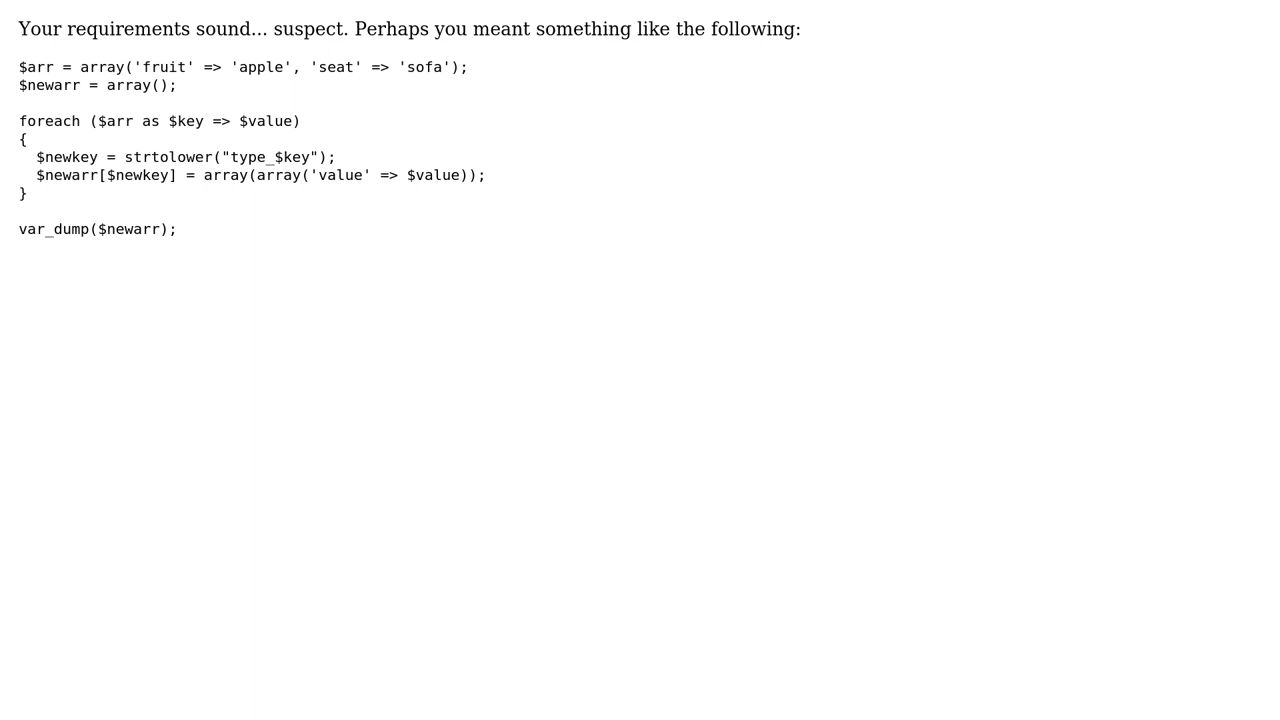 Your requirements sound... suspect. Perhaps you meant something like the following:
$arr = array('fruit' => 'apple', 'seat' => 'sofa');
$newarr = array();
foreach ($arr as $key => $value)
{
  $newkey = strtolower("type_$key");
  $newarr[$newkey] = array(array('value' => $value));
}
var_dump($newarr);